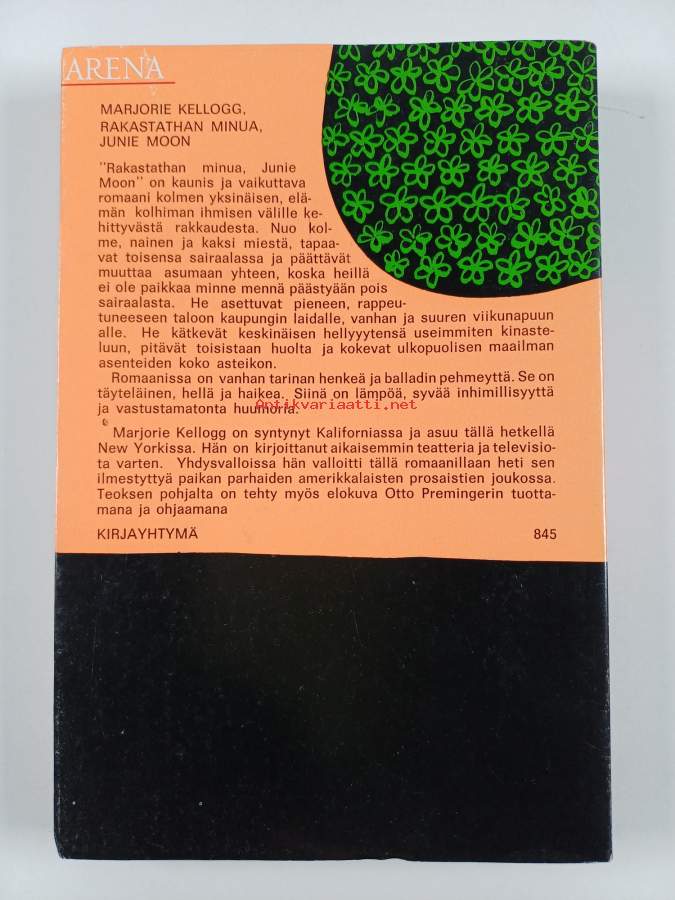 ARENA
MARJORIE KELLOGG,
RAKASTATHAN MINUA,
JUNIE MOON
"Rakastathan minua, Junie
Moon" on kaunis ja vaikuttava
romaani kolmen yksinäisen, elä-
män kolhiman ihmisen välille ke-
hittyvästä rakkaudesta. Nuo kol-
me, nainen ja kaksi miestä, tapaa-
vat toisensa sairaalassa ja päättävät
muuttaa asumaan yhteen, koska heillä
ei ole paikkaa minne mennä päästyään pois
sairaalasta. He asettuvat pieneen, rappeu-
tuneeseen taloon kaupungin laidalle, vanhan ja suuren viikunapuun
alle. He kätkevät keskinäisen hellyytensä useimmiten kinaste-
luun, pitävät toisistaan huolta ja kokevat ulkopuolisen maailman
asenteiden koko asteikon.
Romaanissa on vanhan tarinan henkeä ja balladin pehmeyttä. Se on
täyteläinen, hellä ja haikea. Siinä on lämpöä, syvää inhimillisyyttä
ja vastustamatonta huumoria.
Antikvariaatti.net
Marjorie Kellogg on syntynyt Kaliforniassa ja asuu tällä hetkellä
New Yorkissa. Hän on kirjoittanut aikaisemmin teatteria ja televisio-
ta varten. Yhdysvalloissa hän valloitti tällä romaanillaan heti sen
ilmestyttyä paikan parhaiden amerikkalaisten prosaistien joukossa.
Teoksen pohjalta on tehty myös elokuva Otto Premingerin tuotta-
mana ja ohjaamana
KIRJAYHTYMÄ 845